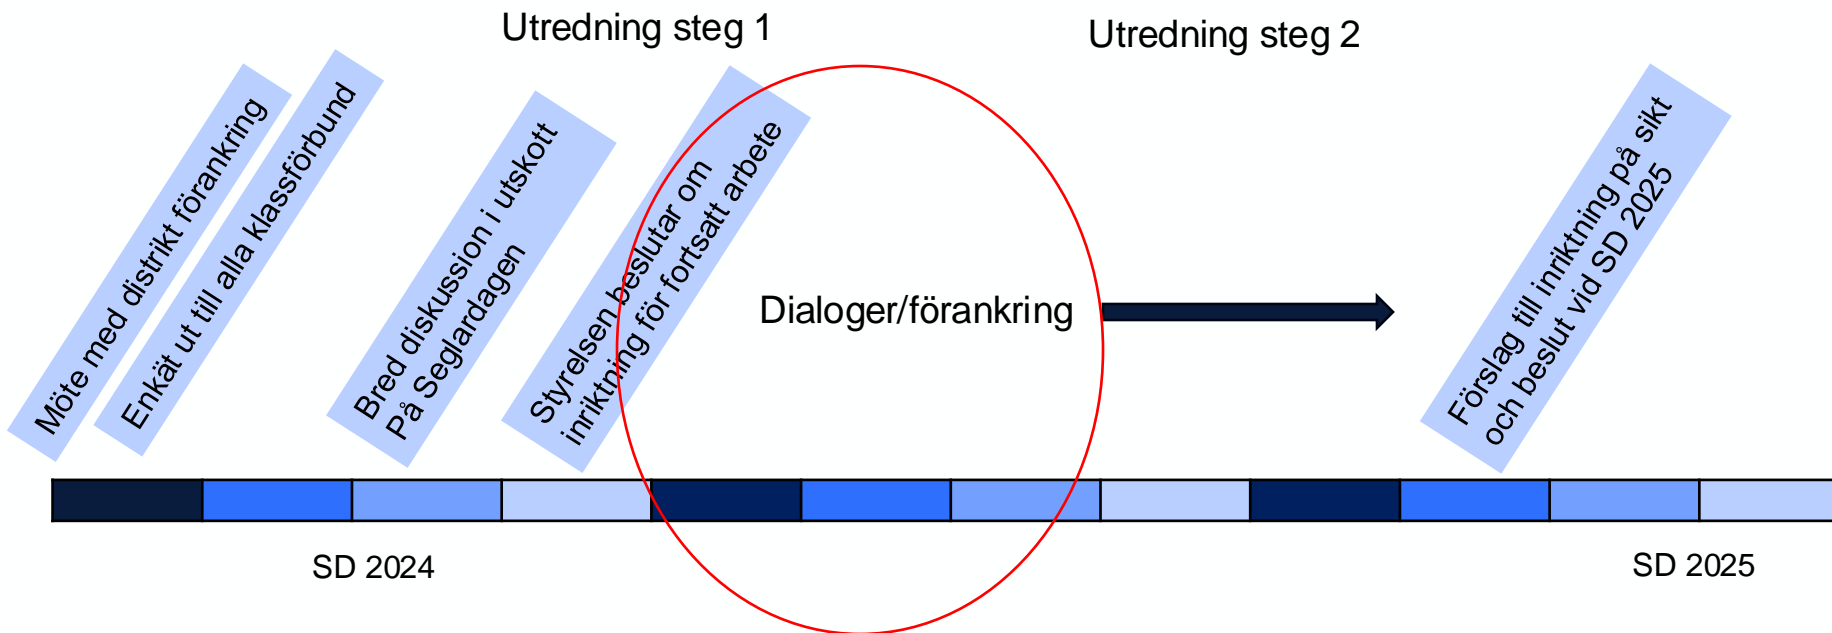 Utredning steg 1
Utredning steg 2
Möte med distrikt förankring
Enkät ut till alla klassförbund
Bred diskussion i utskott
På Seglardagen
Styrelsen beslutar om
inriktning för fortsatt arbete
Dialoger/förankring
Förslag till inriktning på sikt
och beslut vid SD 2025
SD 2024
SD 2025